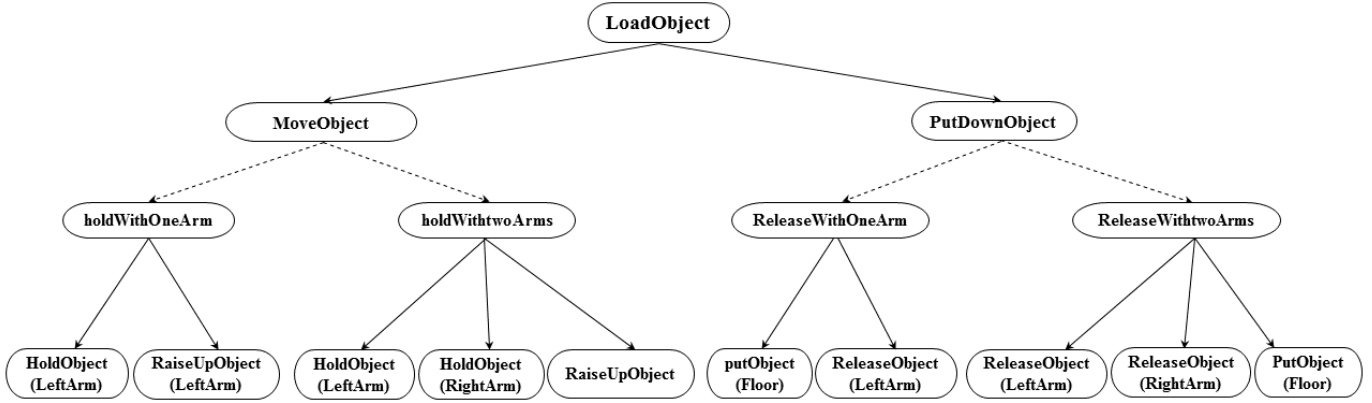 LoadObject
MoveObject
PutDownObject
holdWithOneArm
holdWithtwoArms
ReleaseWithOneArm
ReleaseWithtwoArms
HoldObject
(LeftArm)
RaiseUpObject
(LeftArm)
HoldObject
(LeftArm)
HoldObject
(RightArm)
RaiseUpObject
putObject
(Floor)
ReleaseObject
(LeftArm)
ReleaseObject
(LeftArm)
ReleaseObject
(RightArm)
PutObject
(Floor)